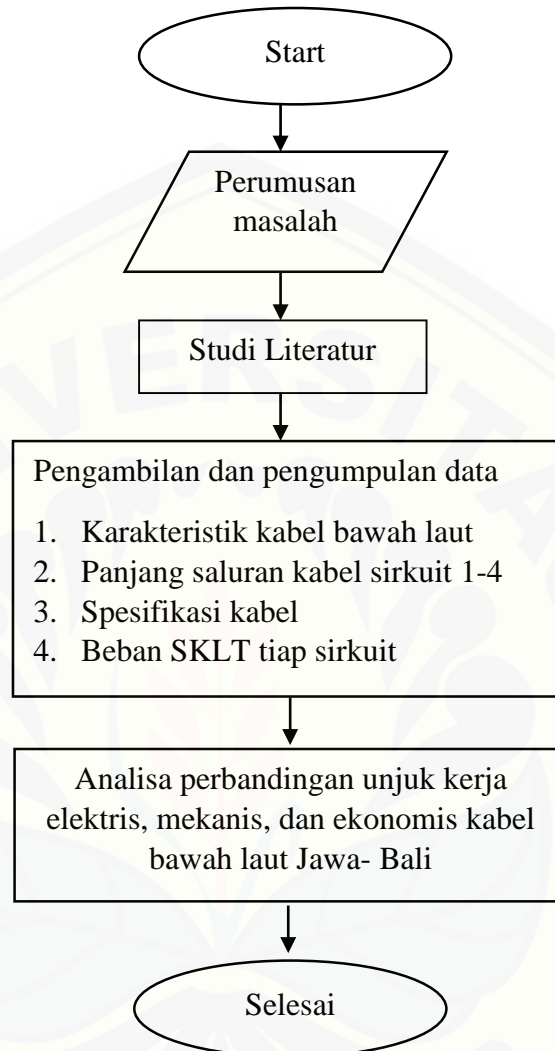 Start
Perumusan
masalah
Studi Literatur
Pengambilan dan pengumpulan data
1. Karakteristik kabel bawah laut
2. Panjang saluran kabel sirkuit 1-4
3. Spesifikasi kabel
4. Beban SKLT tiap sirkuit
Analisa perbandingan unjuk kerja
elektris, mekanis, dan ekonomis kabel
bawah laut Jawa- Bali
Selesai
VERSITA